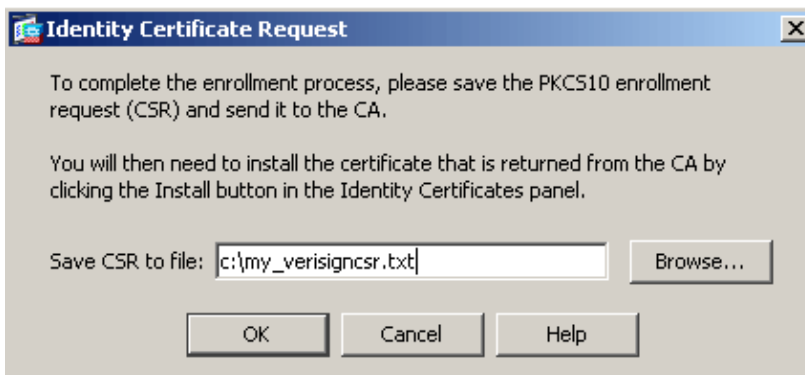 Identity Certificate Request
To complete the enrollment process, please save the PKCS10 enrollment
request (CSR) and send it to the CA.
You will then need to install the certificate that is returned from the CA by
clicking the Install button in the Identity Certificates panel.
Save CSR to file: c:\my_verisigncsr.txt Browse...
OK Cancel Help